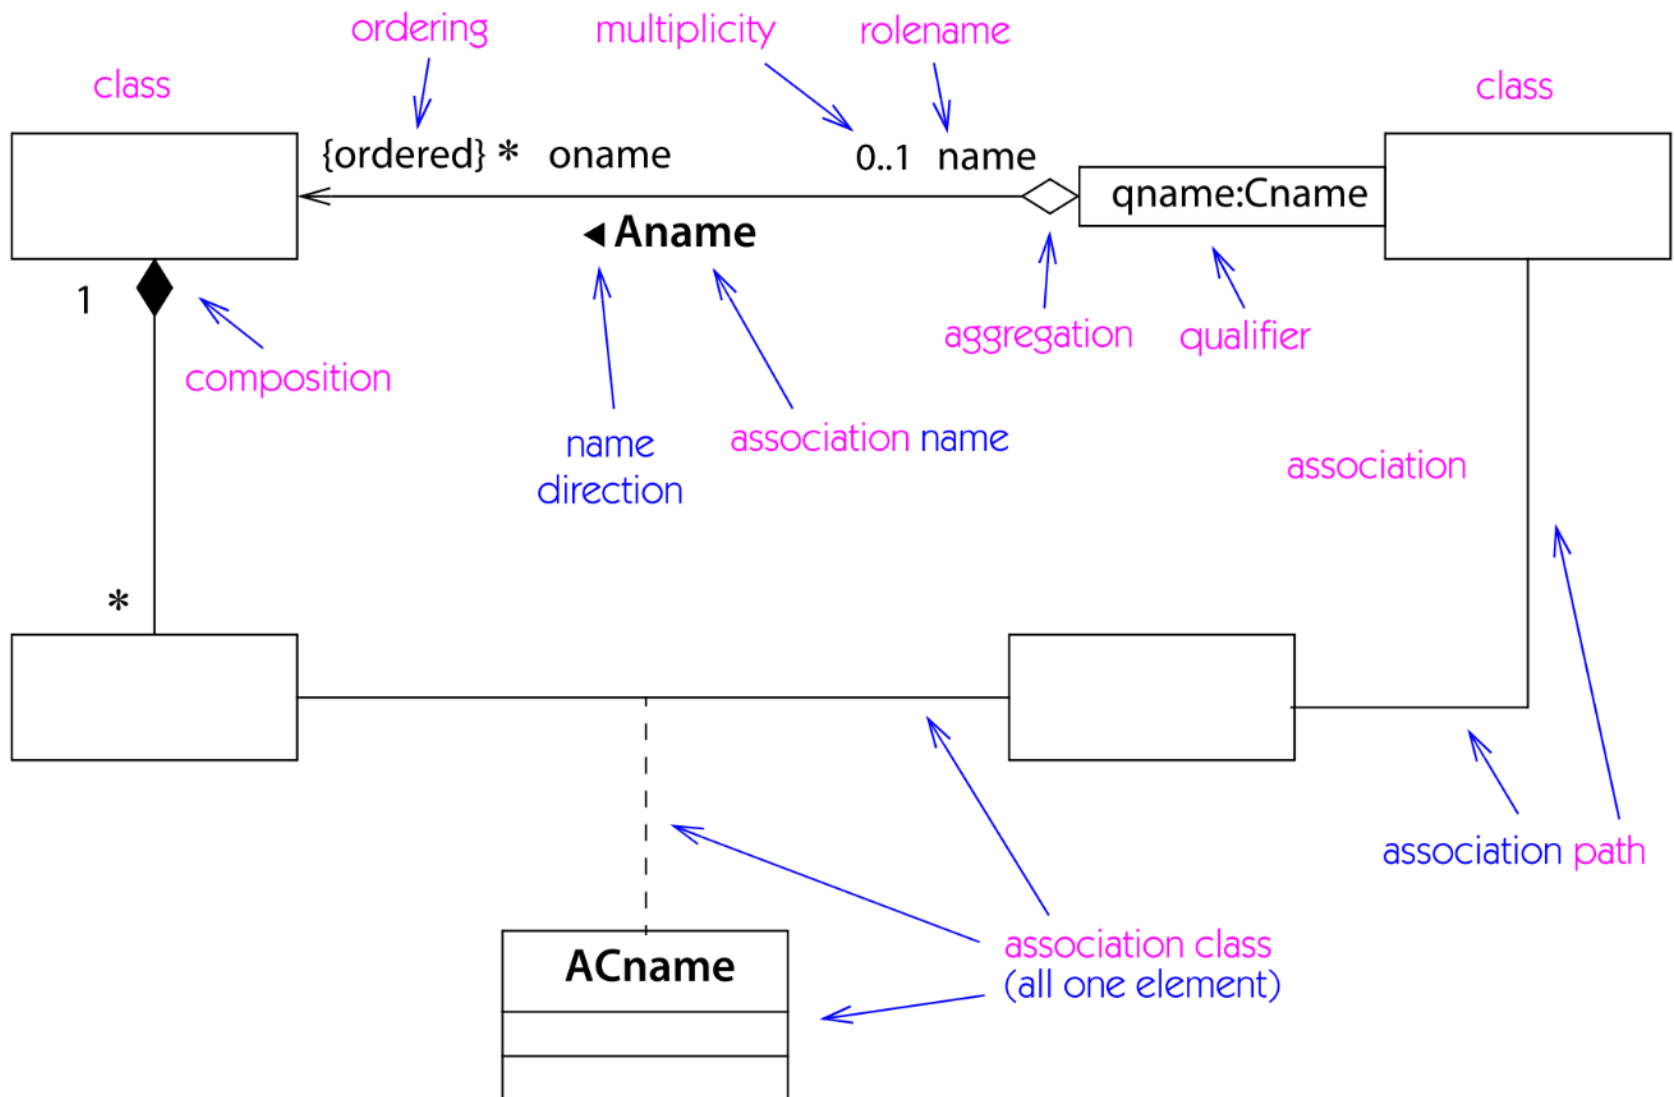 ordering
multiplicity
rolename
class
class
{ordered} * oname
0..1 name
qname:Cname
◄ Aname
1
composition
aggregation
qualifier
name
direction
association name
association
*
association path
association class
(all one element)
ACname